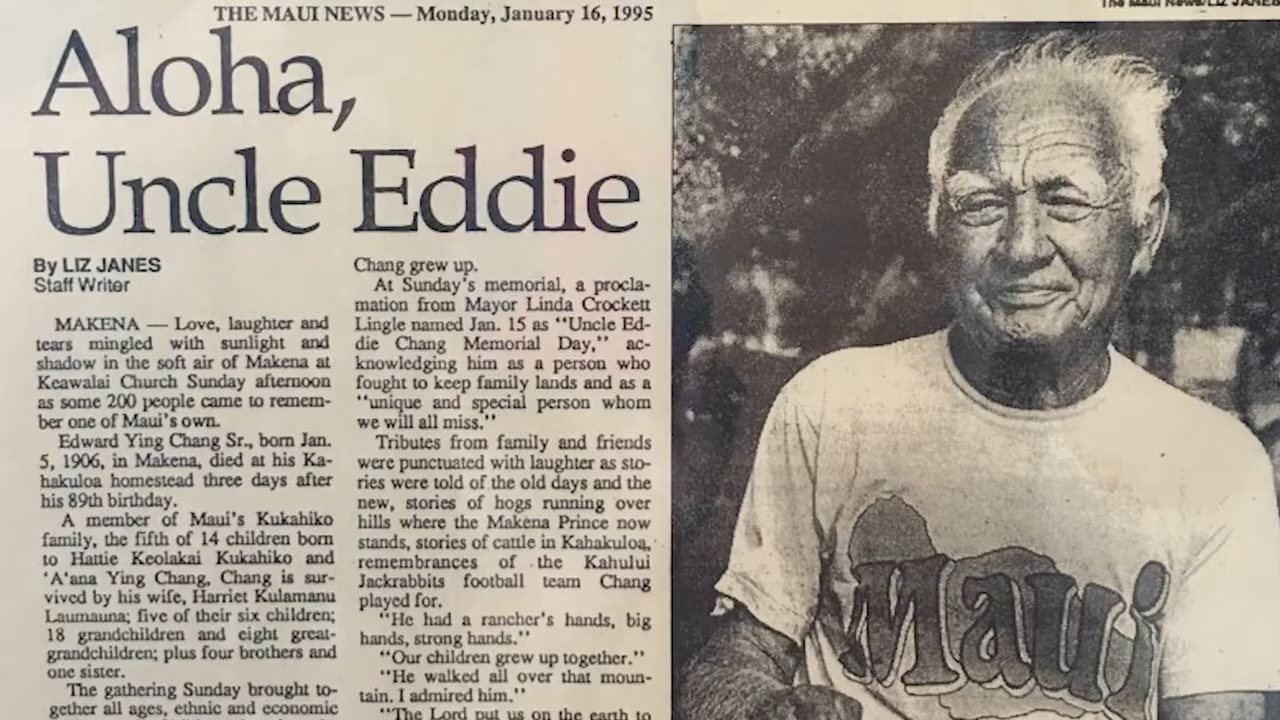 THE MAUI NEWS — Monday, January 16, 1995
The Maui News/LIZ JANES
Aloha,
Uncle Eddie
By LIZ JANES
Staff Writer
MAKENA — Love, laughter and
tears mingled with sunlight and
shadow in the soft air of Makena at
Keawalai Church Sunday afternoon
as some 200 people came to remem-
ber one of Maui's own.
Edward Ying Chang Sr., born Jan.
5, 1906, in Makena, died at his Ka-
hakuloa homestead three days after
his 89th birthday.
A member of Maui's Kukahiko
family, the fifth of 14 children born
to Hattie Keolakai Kukahiko and
'A'ana Ying Chang, Chang is sur-
vived by his wife, Harriet Kulamanu
Laumauna; five of their six children;
18 grandchildren and eight great-
grandchildren; plus four brothers and
one sister.
The gathering Sunday brought to-
gether all ages, ethnic and economic
Chang grew up.
At Sunday's memorial, a procla-
mation from Mayor Linda Crockett
Lingle named Jan. 15 as "Uncle Ed-
die Chang Memorial Day," ac-
knowledging him as a person who
fought to keep family lands and as a
"unique and special person whom
we will all miss."
Tributes from family and friends
were punctuated with laughter as sto-
ries were told of the old days and the
new, stories of hogs running over
hills where the Makena Prince now
stands, stories of cattle in Kahakuloa,
remembrances of the Kahului
Jackrabbits football team Chang
played for.
"He had a rancher's hands, big
hands, strong hands."
"Our children grew up together."
"He walked all over that moun-
tain. I admired him."
"The Lord put us on the earth to
Maui